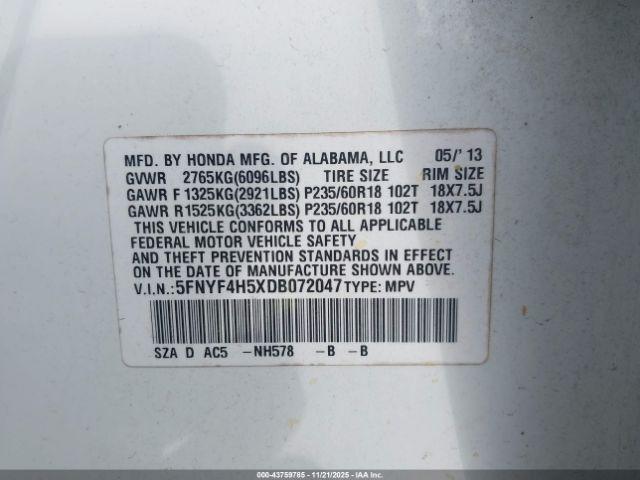 MFD. BY HONDA MFG. OF ALABAMA, LLC 05/'13
GVWR 2765KG(6096LBS) TIRE SIZE RIM SIZE
GAWR F 1325KG(2921LBS) P235/60R18 102T 18X7.5J
GAWR R1525KG(3362LBS) P235/60R18 102T 18X7.5J
THIS VEHICLE CONFORMS TO ALL APPLICABLE
FEDERAL MOTOR VEHICLE SAFETY
AND THEFT PREVENTION STANDARDS IN EFFECT
ON THE DATE OF MANUFACTURE SHOWN ABOVE.
V.I.N.: 5FNYF4H5XDB072047 TYPE: MPV
SZA D AC5 -NH578 -B -B
000-43759765 - 11/21/2025 - IAA Inc.